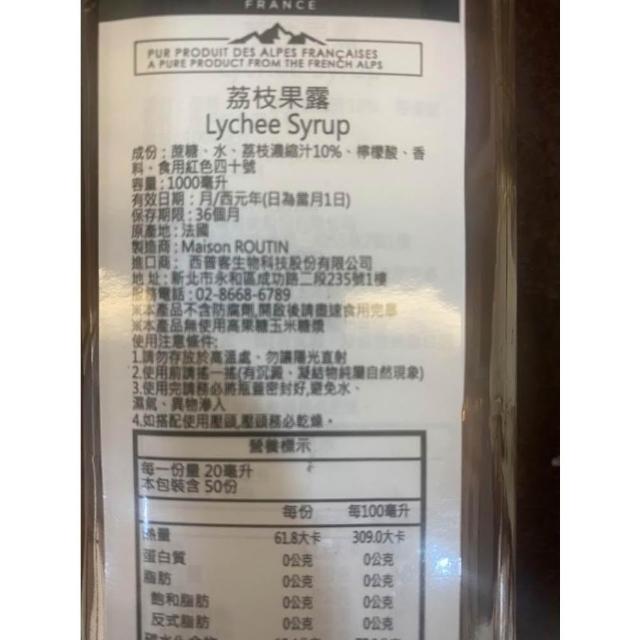 FRANCE
PUR PRODUIT DES ALPES FRANÇAISES
A PURE PRODUCT FROM THE FRENCH ALPS
荔枝果露
Lychee Syrup
成份：蔗糖、水、荔枝濃縮汁10%、檸檬酸、香
料、食用紅色四十號
容量：1000毫升
有效日期：月/西元年(日為當月1日)
保存期限：36個月
原產地：法國
製造商：Maison ROUTIN
進口商： 西普客生物科技股份有限公司
地 址：新北市永和區成功路二段235號1樓
服務電話：02-8668-6789
※本產品不含防腐劑,開啟後請盡速食用完畢
※本產品無使用高果糖玉米糖漿
使用注意條件:
1.請勿存放於高溫處、勿讓陽光直射
2.使用前請搖一搖(有沉澱、凝結物純屬自然現象)
3.使用完請務必將瓶蓋密封好,避免水、
濕氣、異物滲入
4.如搭配使用壓頭,壓頭務必乾燥。
營養標示
每一份量 20毫升
本包裝含 50份
每份 每100毫升
熱量 61.8大卡 309.0大卡
蛋白質 0公克 0公克
脂肪 0公克 0公克
飽和脂肪 0公克 0公克
反式脂肪 0公克 0公克
碳水化合物